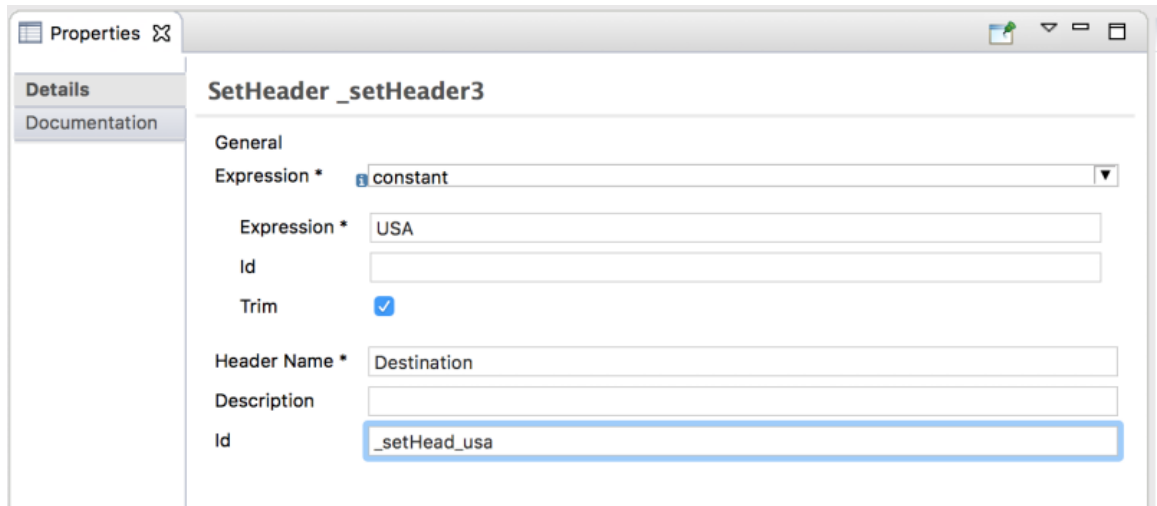 Properties
Details
Documentation
SetHeader _setHeader3
General
Expression *
constant
Expression *
USA
Id
Trim
Header Name *
Destination
Description
Id
_setHead_usa